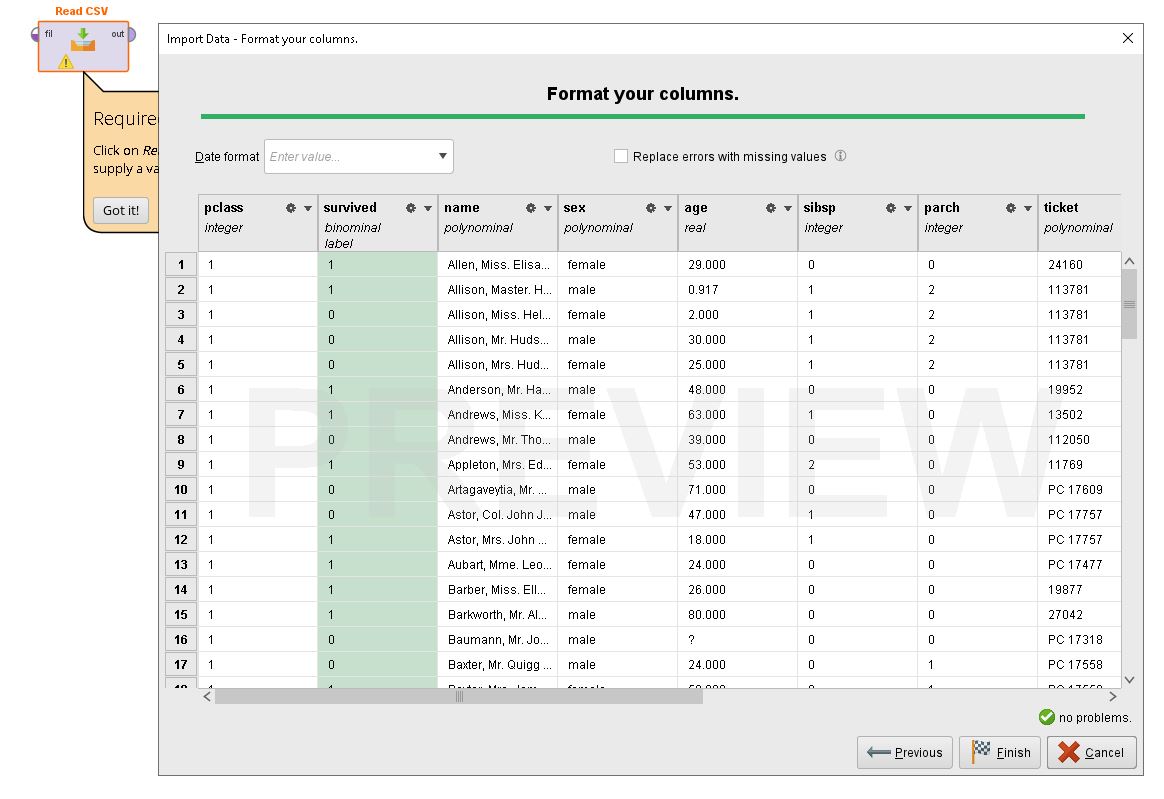 Read CSV
fil out
Import Data - Format your columns.
Format your columns.
Require
Click on Re
supply a va
Got it!
Date format Enter value... Replace errors with missing values
pclass survived name sex age sibsp parch ticket
integer binominal polynominal polynominal real integer integer polynominal
label
1 1 1 Allen, Miss. Elisa... female 29.000 0 0 24160
2 1 1 Allison, Master. H... male 0.917 1 2 113781
3 1 0 Allison, Miss. Hel... female 2.000 1 2 113781
4 1 0 Allison, Mr. Huds... male 30.000 1 2 113781
5 1 0 Allison, Mrs. Hud... female 25.000 1 2 113781
6 1 1 Anderson, Mr. Ha... male 48.000 0 0 19952
7 1 1 Andrews, Miss. K... female 63.000 1 0 13502
8 1 0 Andrews, Mr. Tho... male 39.000 0 0 112050
9 1 1 Appleton, Mrs. Ed... female 53.000 2 0 11769
10 1 0 Artagaveytia, Mr. ... male 71.000 0 0 PC 17609
11 1 0 Astor, Col. John J... male 47.000 1 0 PC 17757
12 1 1 Astor, Mrs. John ... female 18.000 1 0 PC 17757
13 1 1 Aubart, Mme. Leo... female 24.000 0 0 PC 17477
14 1 1 Barber, Miss. Ell... female 26.000 0 0 19877
15 1 1 Barkworth, Mr. Al... male 80.000 0 0 27042
16 1 0 Baumann, Mr. Jo... male ? 0 0 PC 17318
17 1 0 Baxter, Mr. Quigg ... male 24.000 0 1 PC 17558
PREVIEW
no problems.
Previous Finish Cancel